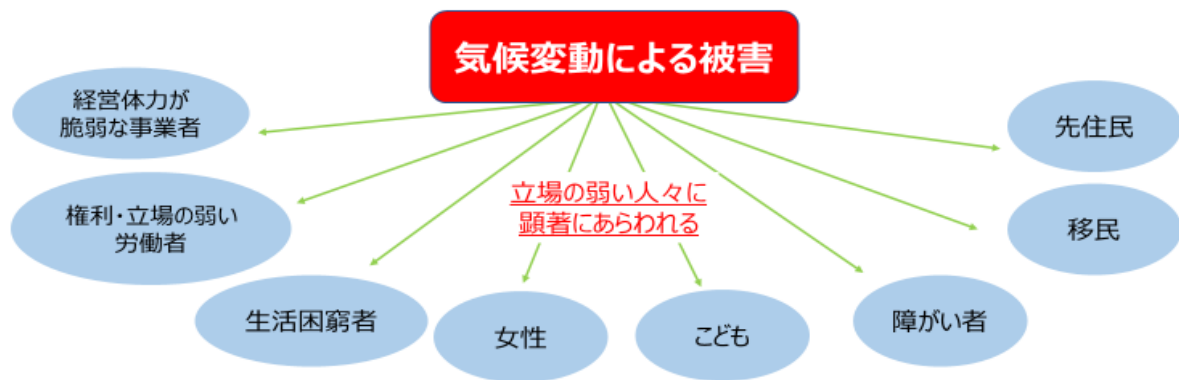 気候変動による被害
経営体力が
脆弱な事業者
先住民
立場の弱い人々に
顕著にあらわれる
権利・立場の弱い
労働者
移民
生活困窮者
女性
こども
障がい者